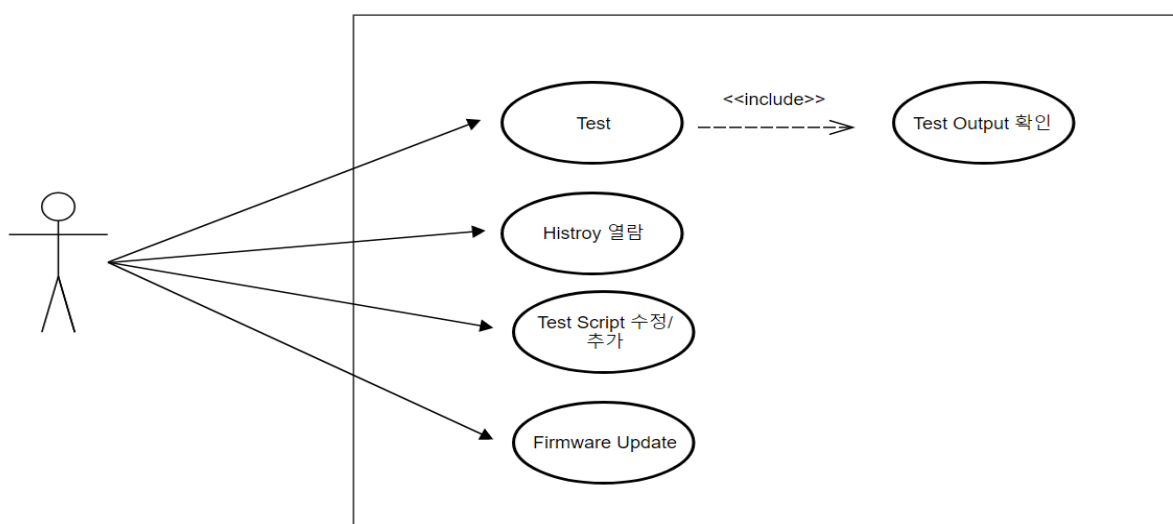 <<include>>
Test
Test Output 확인
Histroy 열람
Test Script 수정/
추가
Firmware Update